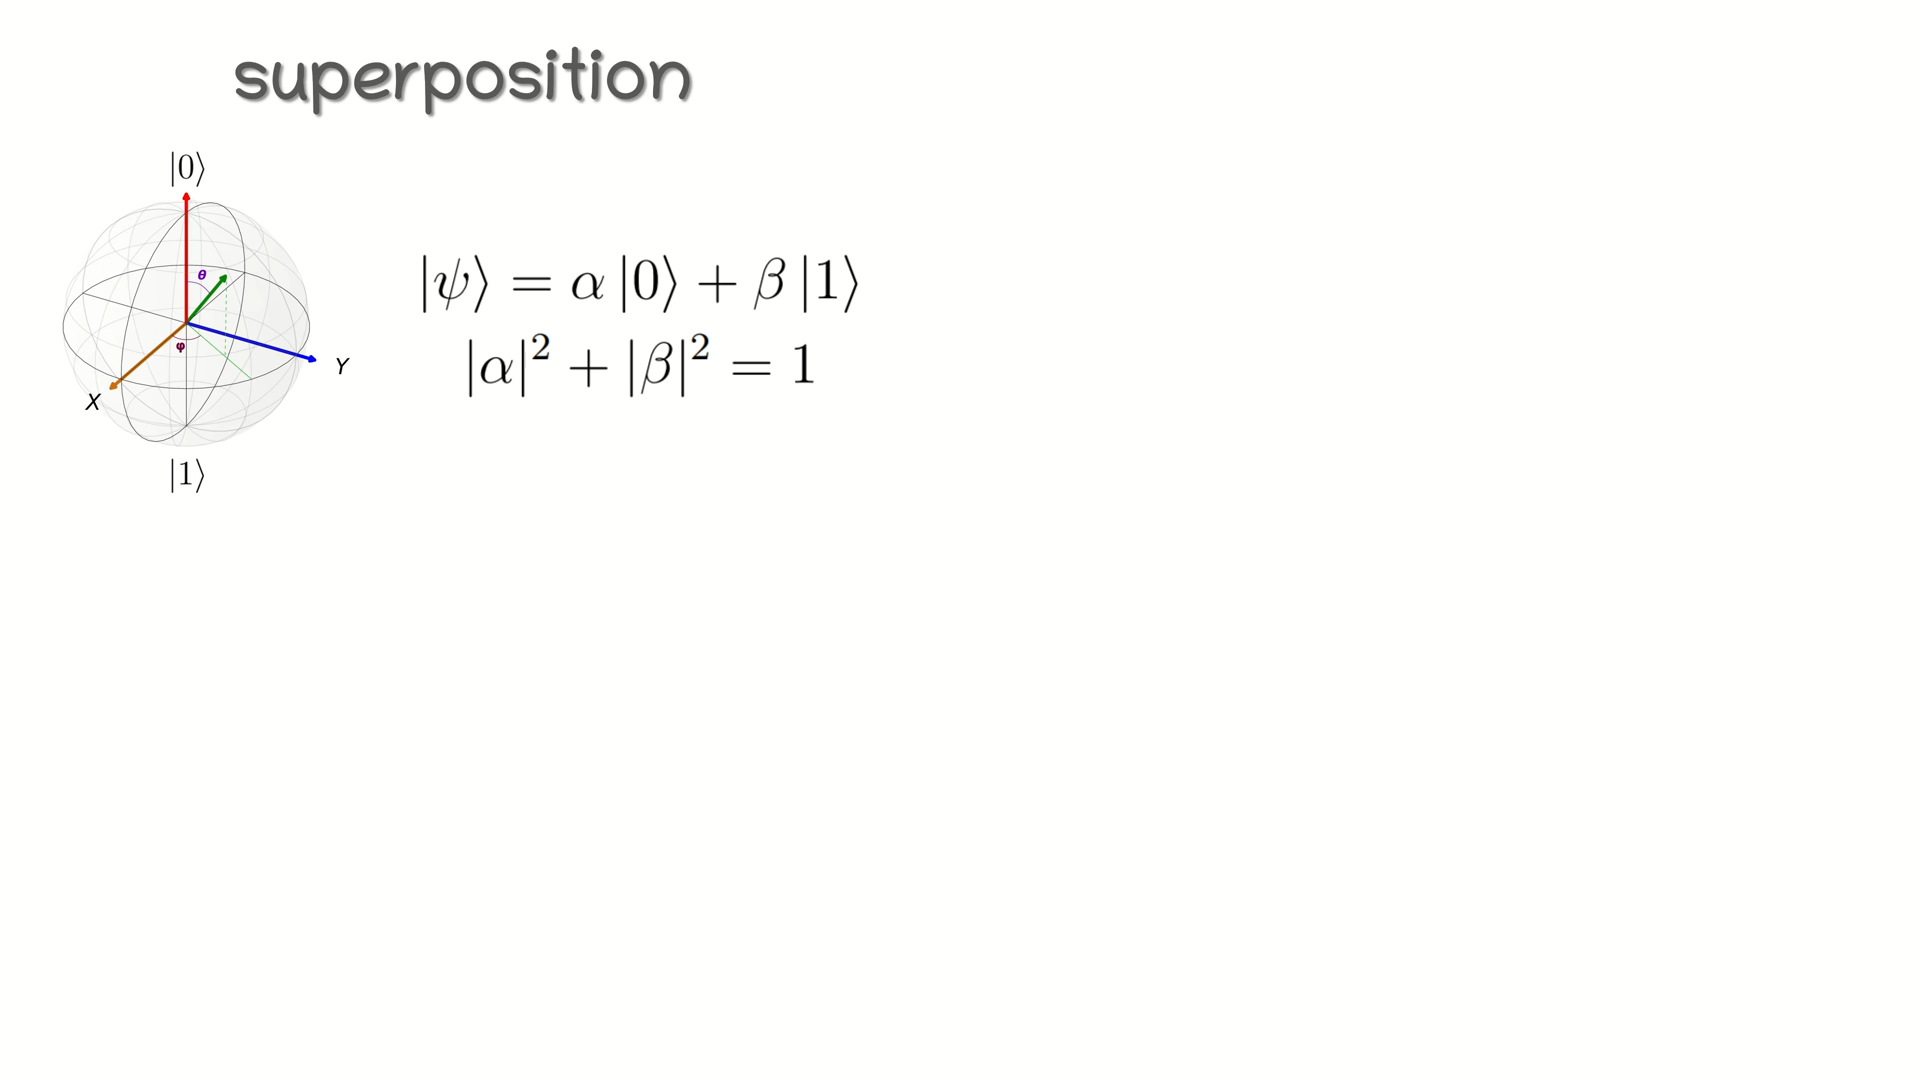 superposition
|0⟩
θ
φ
X
Y
|1⟩
|ψ⟩ = α |0⟩ + β |1⟩
|α|² + |β|² = 1